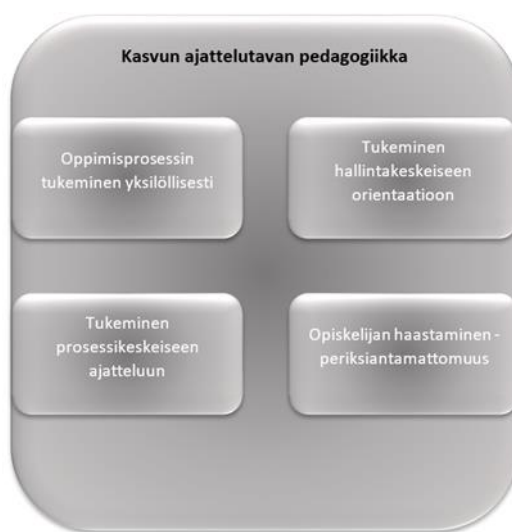 Kasvun ajattelutavan pedagogiikka
Oppimisprosessin
tukeminen yksilöllisesti
Tukeminen
hallintakeskeiseen
orientaatioon
Tukeminen
prosessikeskeiseen
ajatteluun
Opiskelijan haastaminen -
periksiantamattomuus